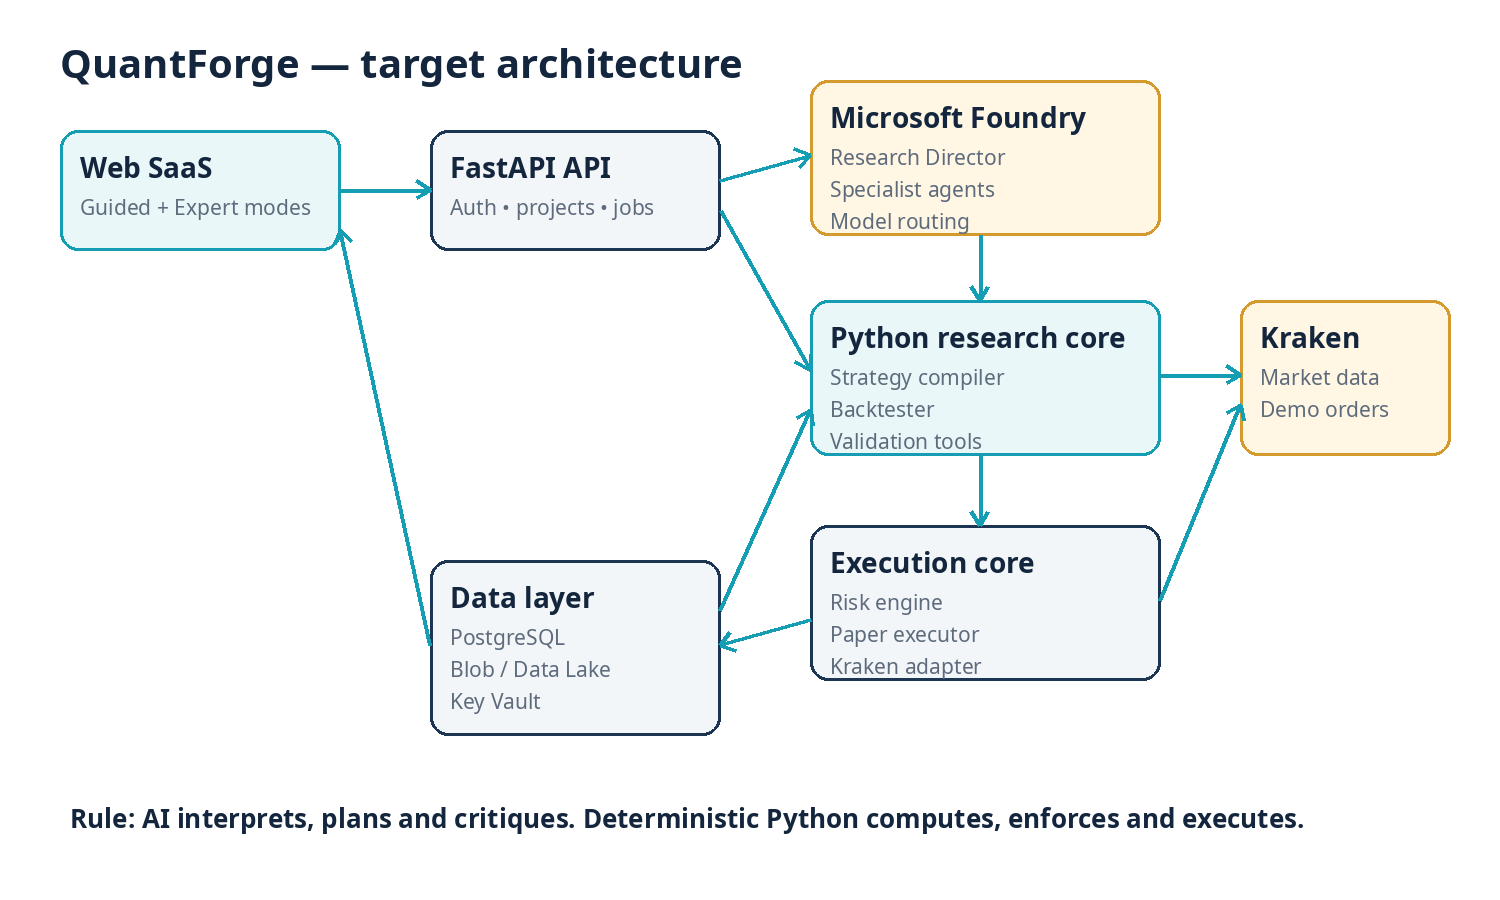 QuantForge — target architecture
Web SaaS
Guided + Expert modes
FastAPI API
Auth • projects • jobs
Microsoft Foundry
Research Director
Specialist agents
Model routing
Python research core
Strategy compiler
Backtester
Validation tools
Kraken
Market data
Demo orders
Data layer
PostgreSQL
Blob / Data Lake
Key Vault
Execution core
Risk engine
Paper executor
Kraken adapter
Rule: AI interprets, plans and critiques. Deterministic Python computes, enforces and executes.